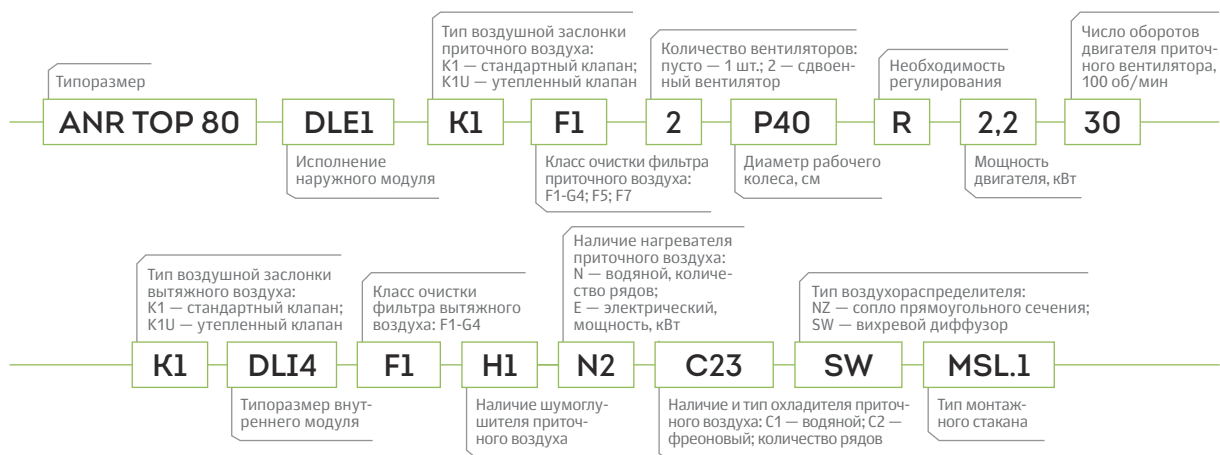 Типоразмер
Тип воздушной заслонки
приточного воздуха:
K1 — стандартный клапан;
K1U — утепленный клапан
Количество вентиляторов:
пусто — 1 шт.; 2 — сдвоен-
ный вентилятор
Необходимость
регулирования
Число оборотов
двигателя приточ-
ного вентилятора,
100 об/мин
ANR TOP 80 DLE1 K1 F1 2 P40 R 2,2 30
Исполнение
наружного модуля
Класс очистки фильтра
приточного воздуха:
F1-G4; F5; F7
Диаметр рабочего
колеса, см
Мощность
двигателя, кВт
Тип воздушной заслонки
вытяжного воздуха:
K1 — стандартный клапан;
K1U — утепленный клапан
Класс очистки
фильтра вытяжного
воздуха: F1-G4
Наличие нагревателя
приточного воздуха:
N — водяной, количе-
ство рядов;
E — электрический,
мощность, кВт
Тип воздухораспределителя:
NZ — сопло прямоугольного сечения;
SW — вихревой диффузор
K1 DLI4 F1 H1 N2 C23 SW MSL.1
Типоразмер внут-
реннего модуля
Наличие шумоглу-
шителя приточ-
ного воздуха
Наличие и тип охладителя приточ-
ного воздуха: C1 — водяной; C2 —
фреоновый; количество рядов
Тип монтаж-
ного стакана